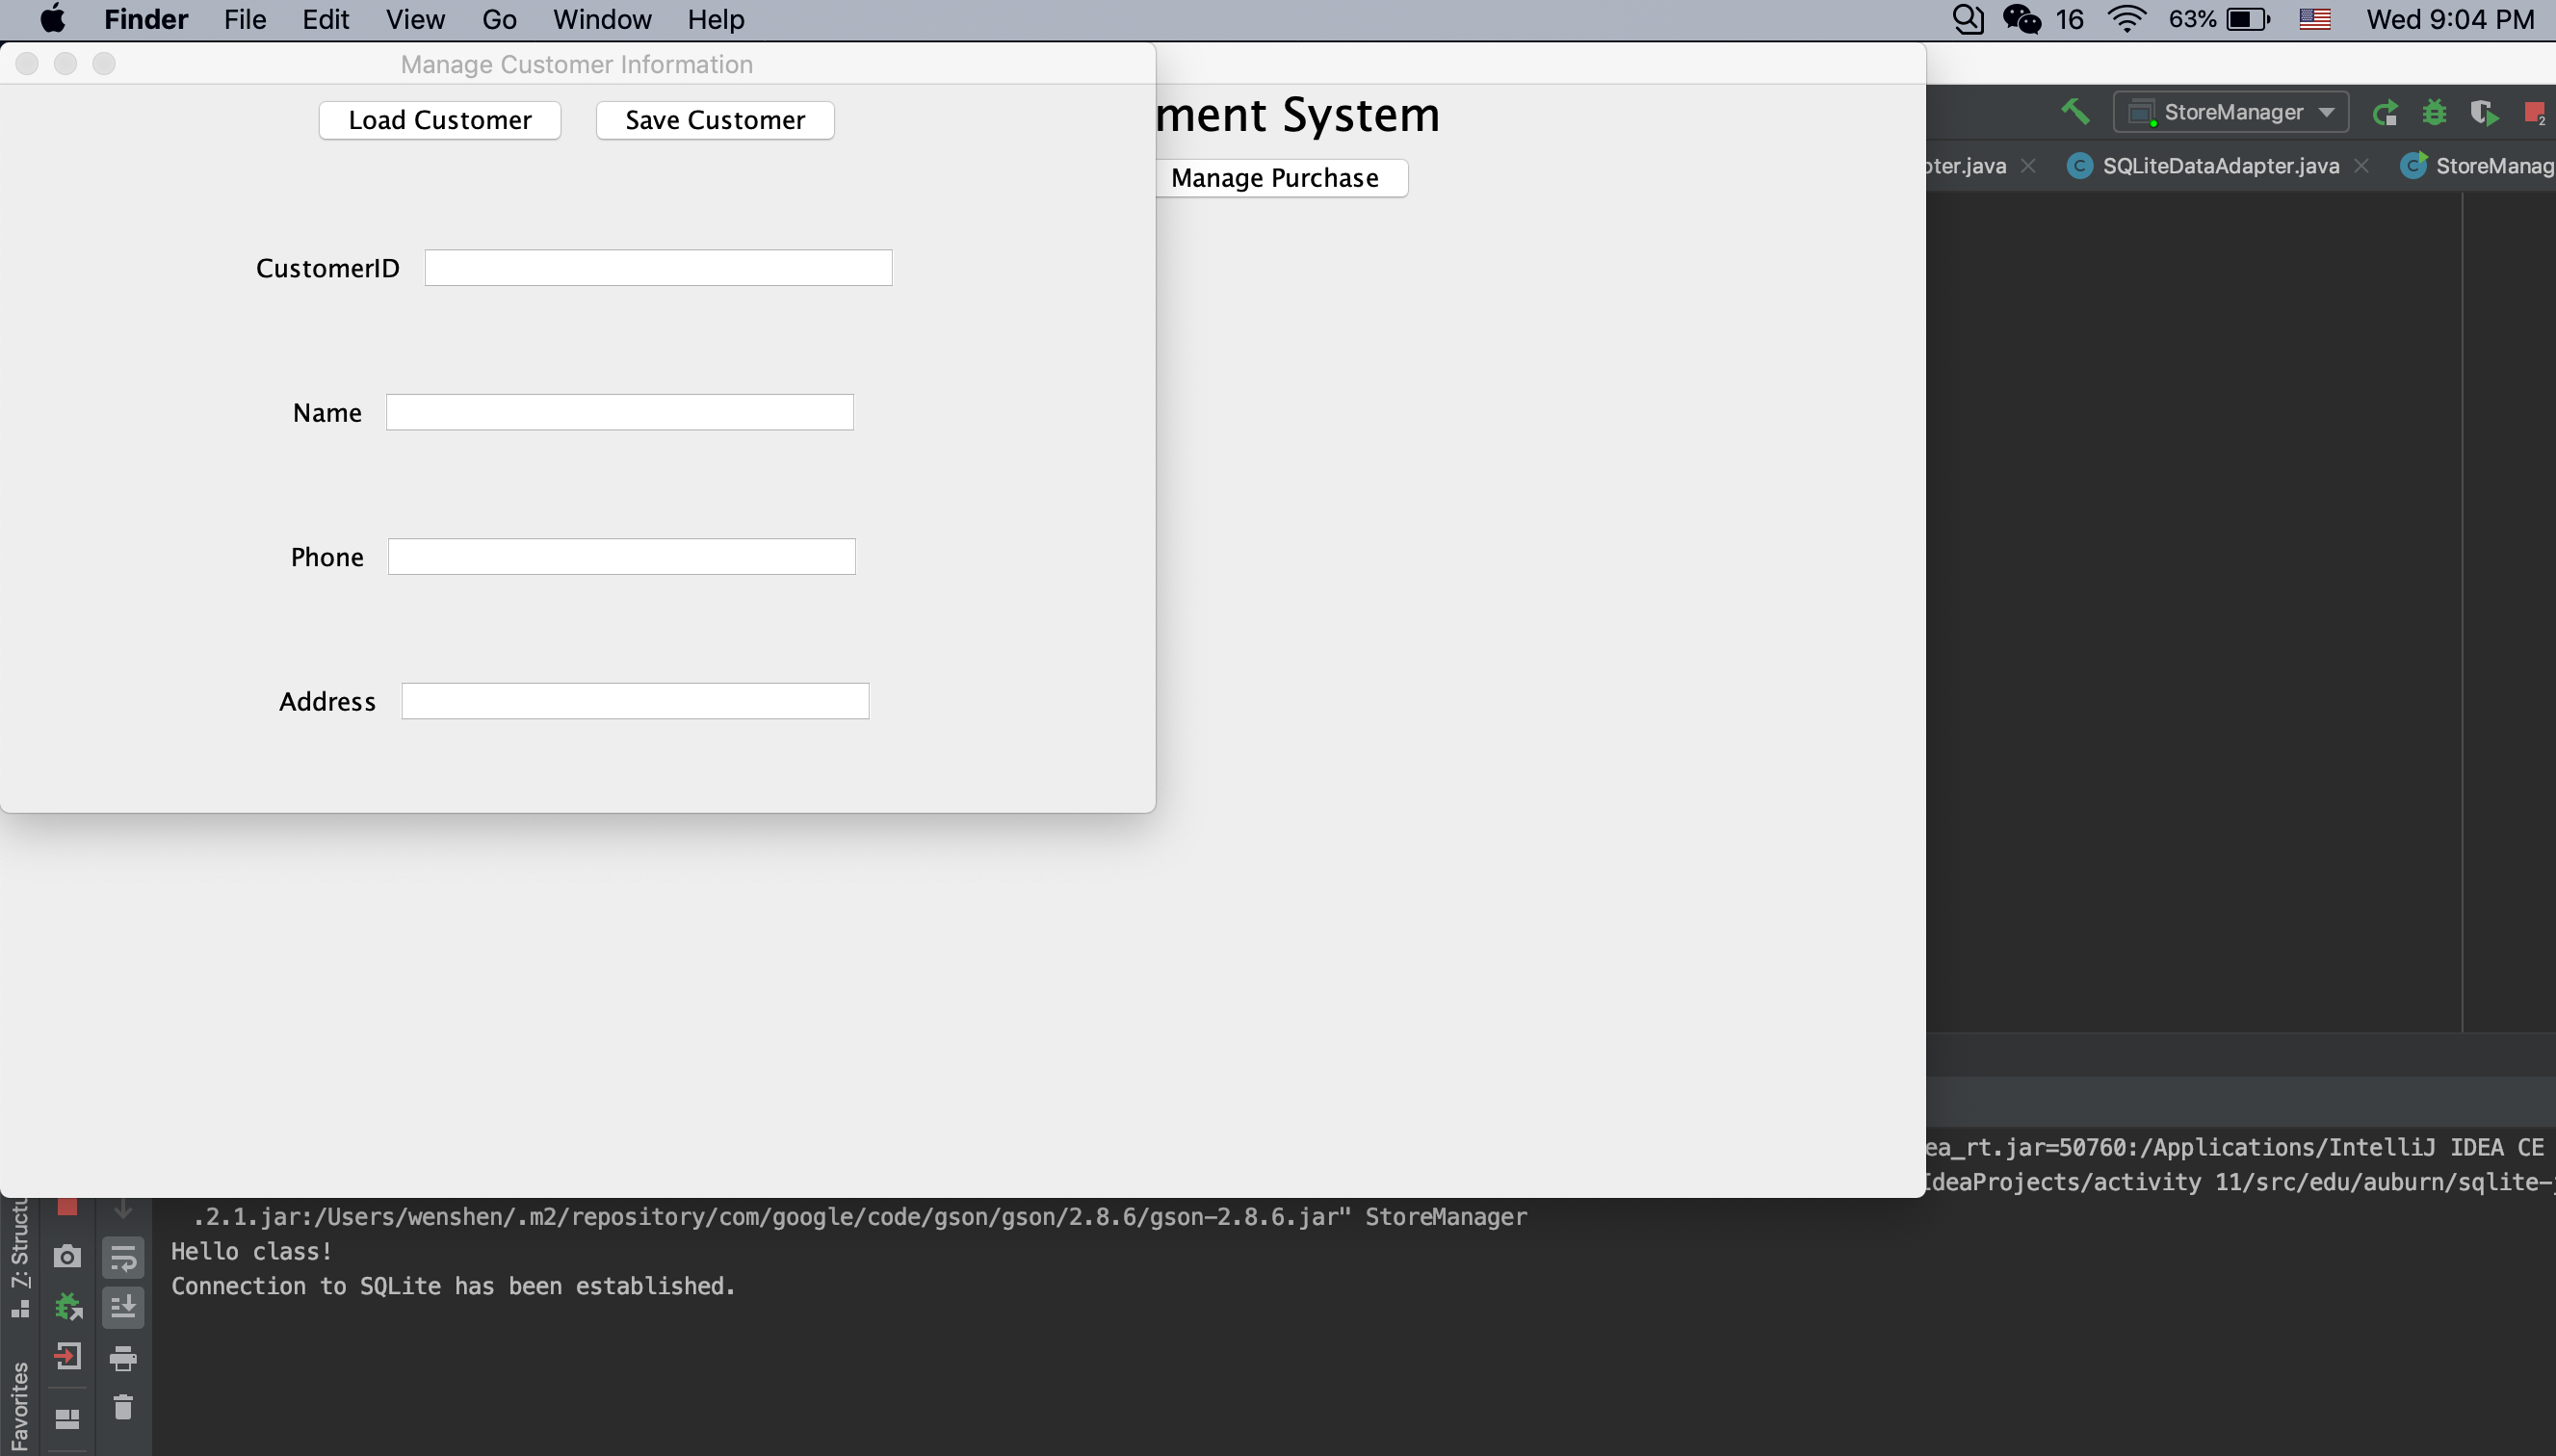 Finder File Edit View Go Window Help 16 63% Wed 9:04 PM
Manage Customer Information
Load Customer Save Customer
ment System
StoreManager
2
Manage Purchase
pter.java SQLiteDataAdapter.java StoreManag
CustomerID
Name
Phone
Address
ea_rt.jar=50760:/Applications/IntelliJ IDEA CE
IdeaProjects/activity 11/src/edu/auburn/sqlite-j
.2.1.jar:/Users/wenshen/.m2/repository/com/google/code/gson/gson/2.8.6/gson-2.8.6.jar" StoreManager
Hello class!
Connection to SQLite has been established.
Z: Structu
Favorites